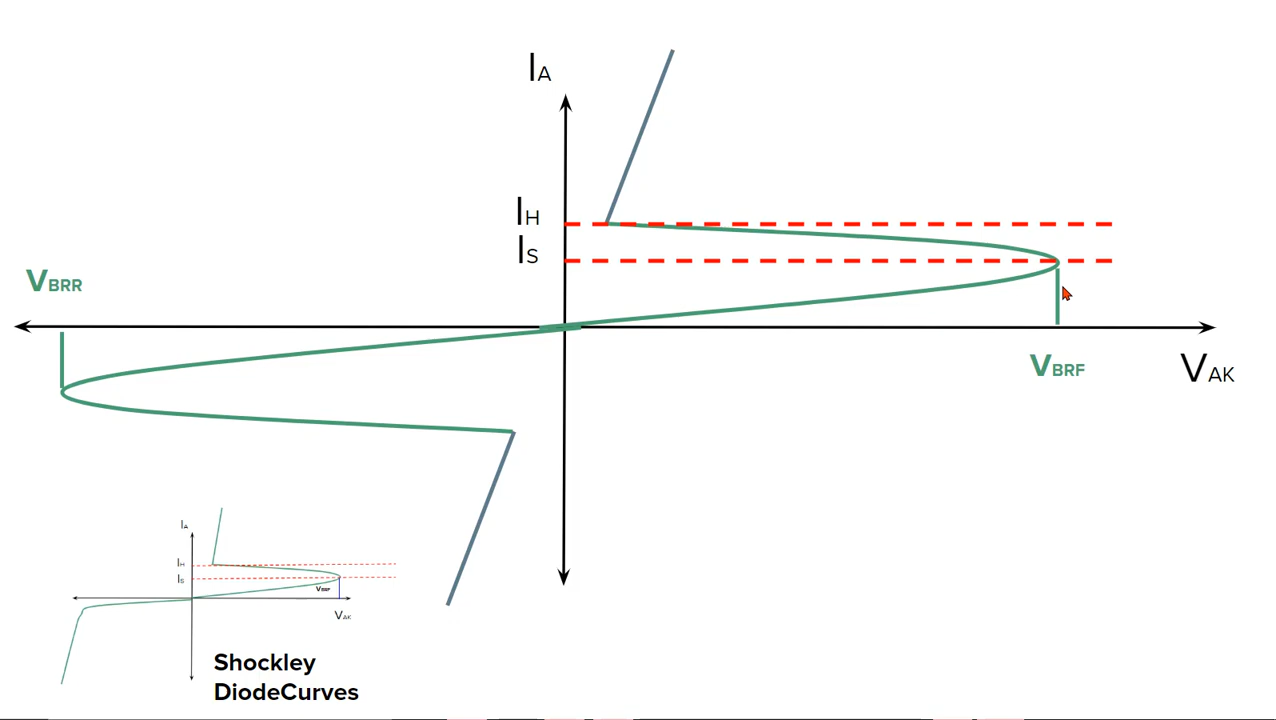 IA
IH
IS
VBRR
VBRF
VAK
IA
IH
IS
VBRF
VAK
Shockley
DiodeCurves